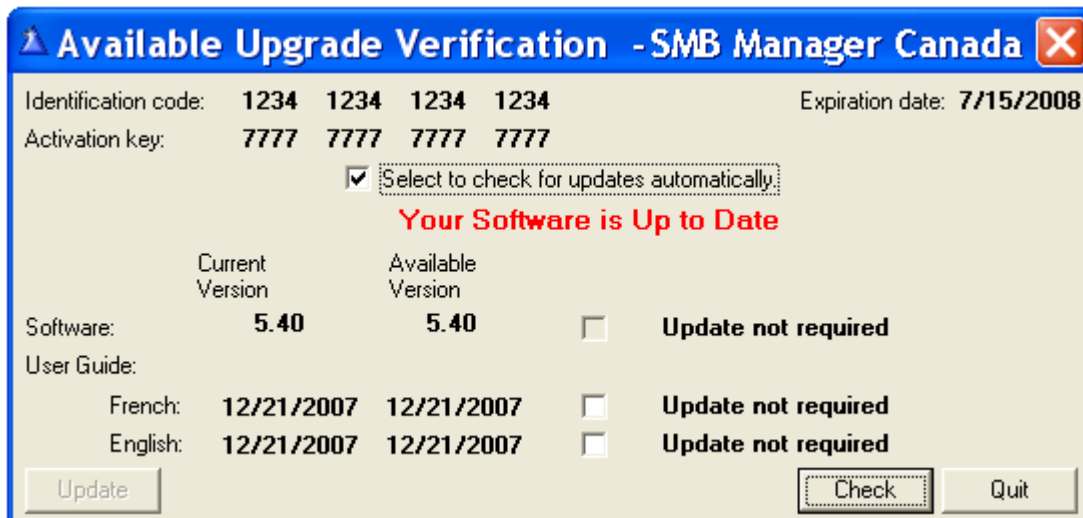 Available Upgrade Verification - SMB Manager Canada
Identification code: 1234 1234 1234 1234 Expiration date: 7/15/2008
Activation key: 7777 7777 7777 7777
Select to check for updates automatically.
Your Software is Up to Date
Current Available
Version Version
Software: 5.40 5.40 Update not required
User Guide:
French: 12/21/2007 12/21/2007 Update not required
English: 12/21/2007 12/21/2007 Update not required
Update Check Quit